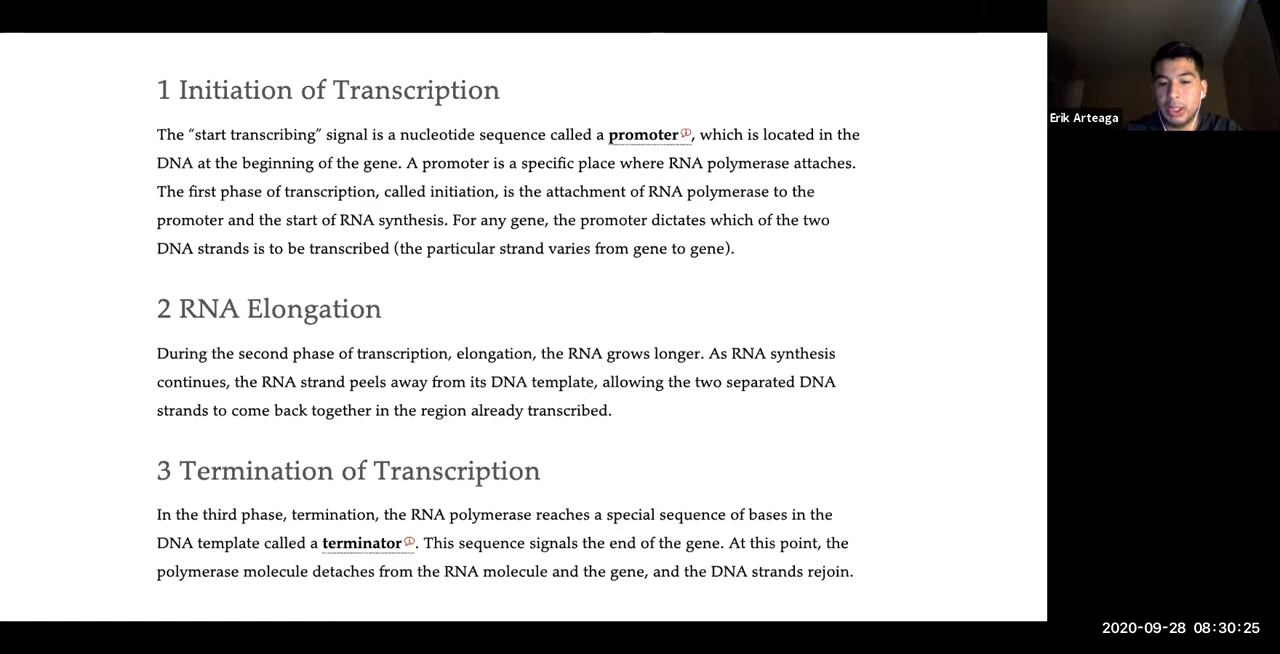 1 Initiation of Transcription
The “start transcribing” signal is a nucleotide sequence called a promoter, which is located in the
DNA at the beginning of the gene. A promoter is a specific place where RNA polymerase attaches.
The first phase of transcription, called initiation, is the attachment of RNA polymerase to the
promoter and the start of RNA synthesis. For any gene, the promoter dictates which of the two
DNA strands is to be transcribed (the particular strand varies from gene to gene).
2 RNA Elongation
During the second phase of transcription, elongation, the RNA grows longer. As RNA synthesis
continues, the RNA strand peels away from its DNA template, allowing the two separated DNA
strands to come back together in the region already transcribed.
3 Termination of Transcription
In the third phase, termination, the RNA polymerase reaches a special sequence of bases in the
DNA template called a terminator. This sequence signals the end of the gene. At this point, the
polymerase molecule detaches from the RNA molecule and the gene, and the DNA strands rejoin.
Erik Arteaga
2020-09-28 08:30:25